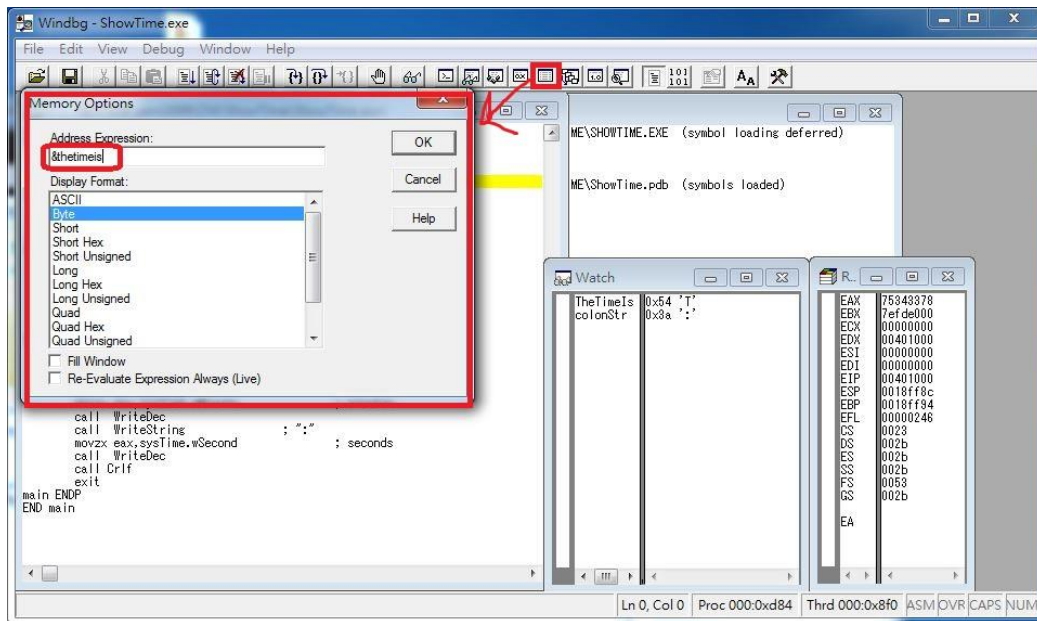 Windbg - ShowTime.exe
File Edit View Debug Window Help
Memory Options
Address Expression:
&thetimeis
OK
Display Format:
Cancel
ASCII
Byte
Help
Short
Short Hex
Short Unsigned
Long
Long Hex
Long Unsigned
Quad
Quad Hex
Quad Unsigned
Fill Window
Re-Evaluate Expression Always (Live)
ME\SHOWTIME.EXE (symbol loading deferred)
ME\ShowTime.pdb (symbols loaded)
call WriteDec
call WriteString ; ":"
movzx eax,sysTime.wSecond ; seconds
call WriteDec
call Crlf
exit
main ENDP
END main
Watch
TheTimeIs 0x54 'T'
colonStr 0x3a ':'
R..
EAX 75343378
EBX 7efde000
ECX 00000000
EDX 00401000
ESI 00000000
EDI 00000000
EIP 00401000
ESP 0018ff8c
EBP 0018ff94
EFL 00000246
CS 0023
DS 002b
ES 002b
SS 002b
FS 0053
GS 002b
EA
Ln 0, Col 0 Proc 000:0xd84 Thrd 000:0x8f0 ASM OVR CAPS NUM